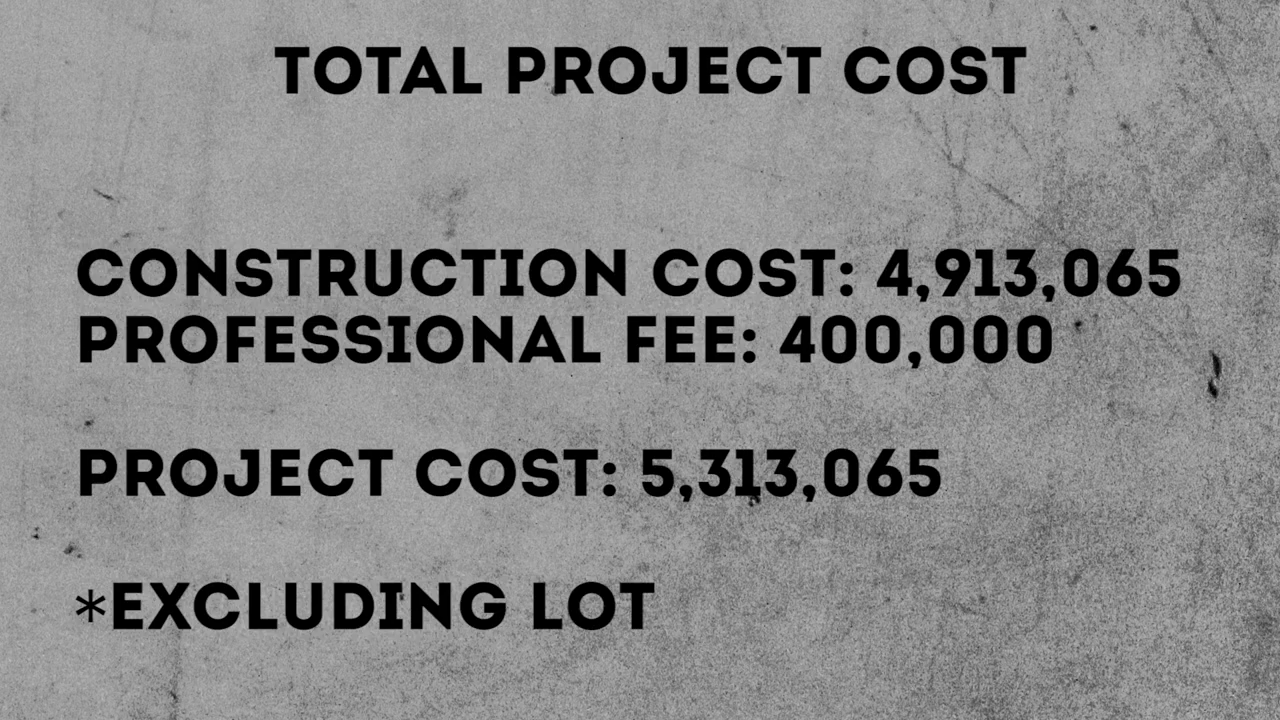 TOTAL PROJECT COST
CONSTRUCTION COST: 4,913,065
PROFESSIONAL FEE: 400,000
PROJECT COST: 5,313,065
*EXCLUDING LOT